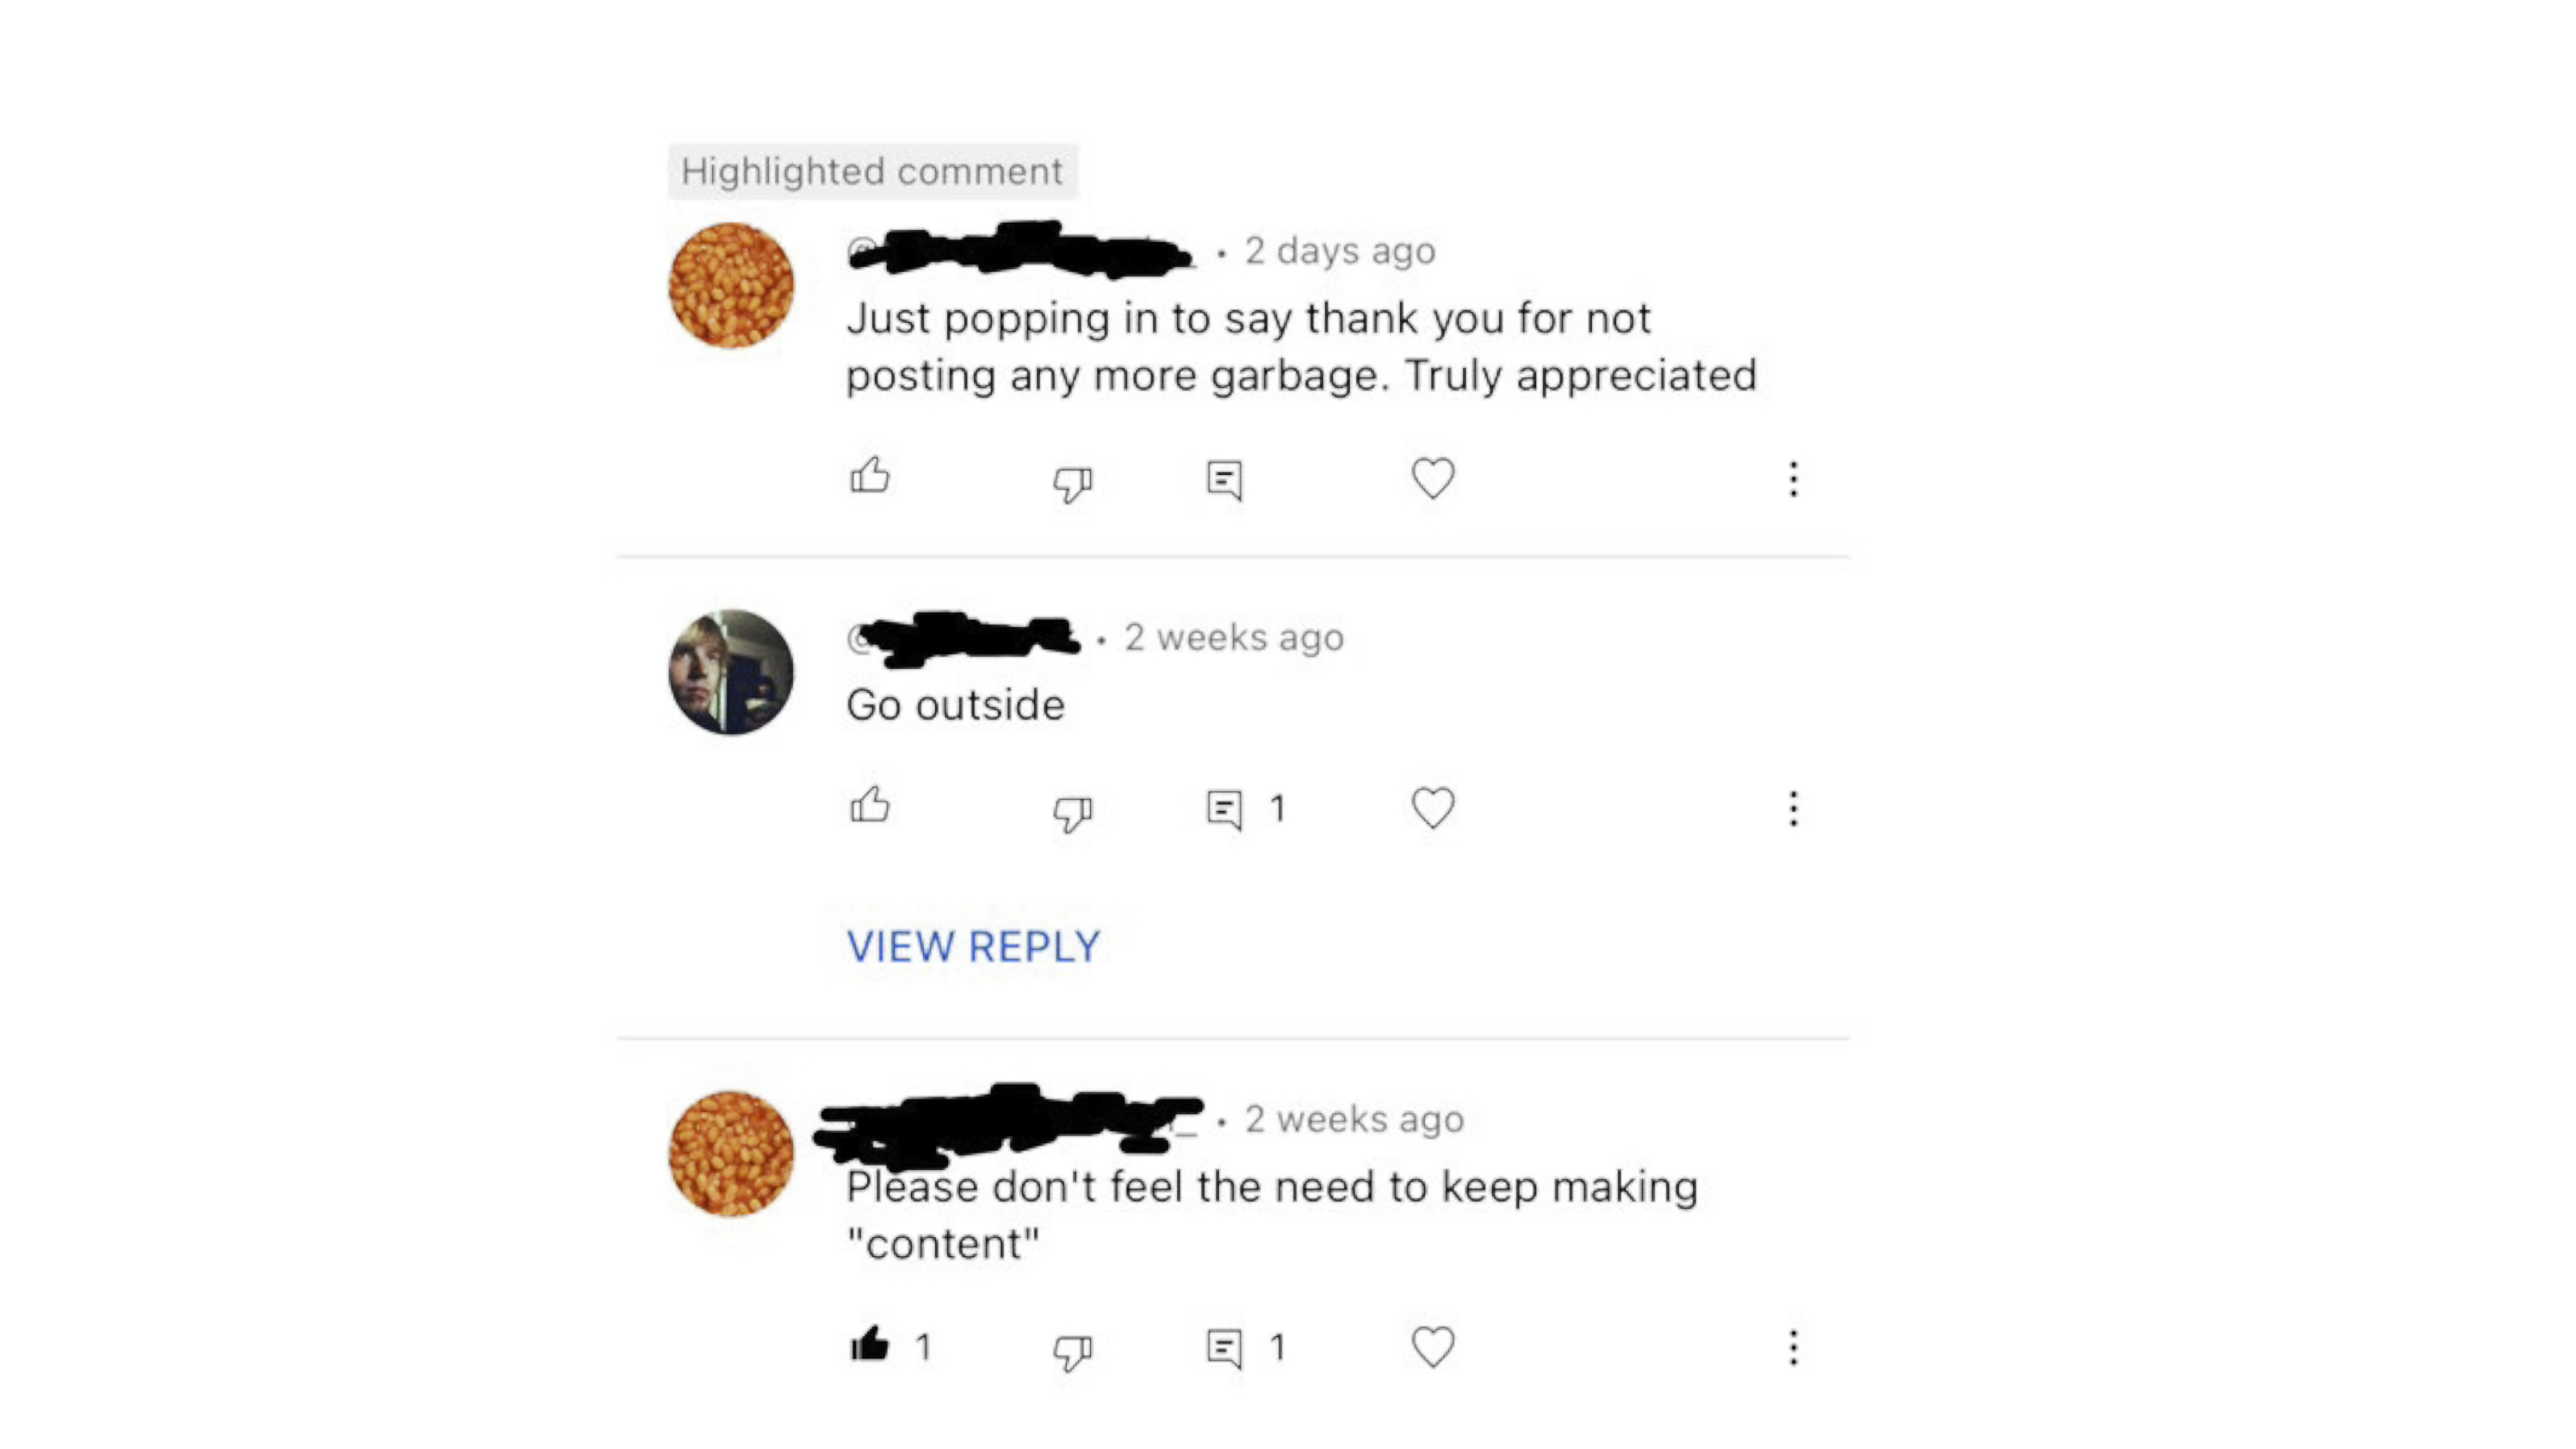 Highlighted comment
• 2 days ago
Just popping in to say thank you for not
posting any more garbage. Truly appreciated
@ • 2 weeks ago
Go outside
1
VIEW REPLY
• 2 weeks ago
Please don't feel the need to keep making
"content"
1 1